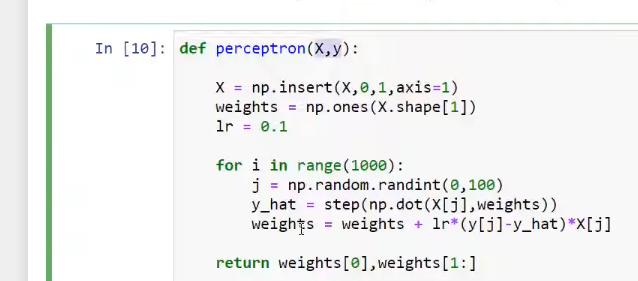 In [10]: def perceptron(X,y):
X = np.insert(X,0,1,axis=1)
weights = np.ones(X.shape[1])
lr = 0.1
for i in range(1000):
j = np.random.randint(0,100)
y_hat = step(np.dot(X[j],weights))
weights = weights + lr*(y[j]-y_hat)*X[j]
return weights[0],weights[1:]